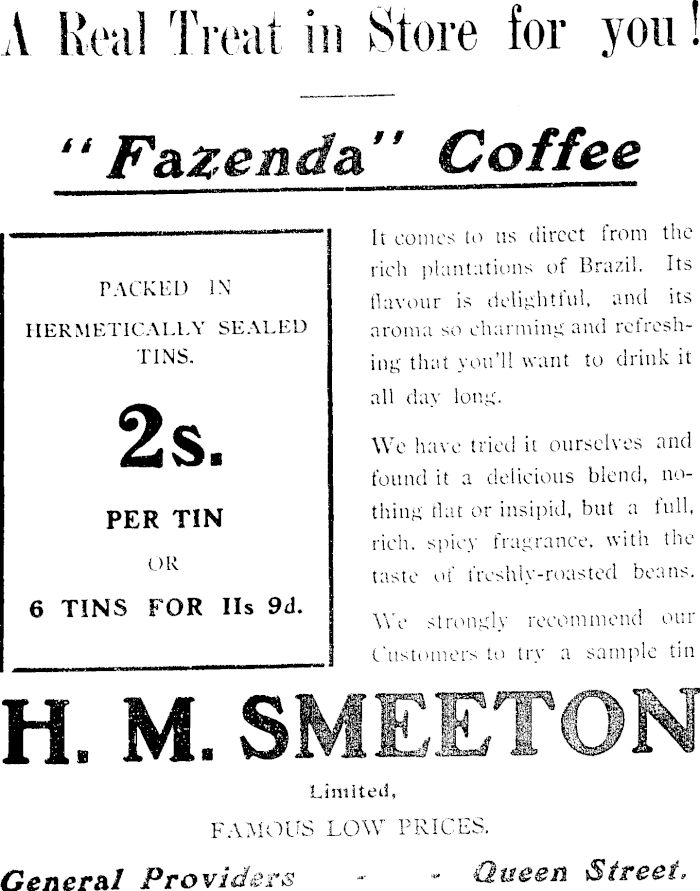 A Real Treat in Store for you!
"Fazenda" Coffee
PACKED IN
HERMETICALLY SEALED
TINS.
2s.
PER TIN
OR
6 TINS FOR IIs 9d.
It comes to us direct from the
rich plantations of Brazil. Its
flavour is delightful, and its
aroma so charming and refresh-
ing that you'll want to drink it
all day long.
We have tried it ourselves and
found it a delicious blend, no-
thing flat or insipid, but a full,
rich, spicy fragrance, with the
taste of freshly-roasted beans.
We strongly recommend our
Customers to try a sample tin
H. M. SMEETON
Limited,
FAMOUS LOW PRICES.
General Providers - - Queen Street.